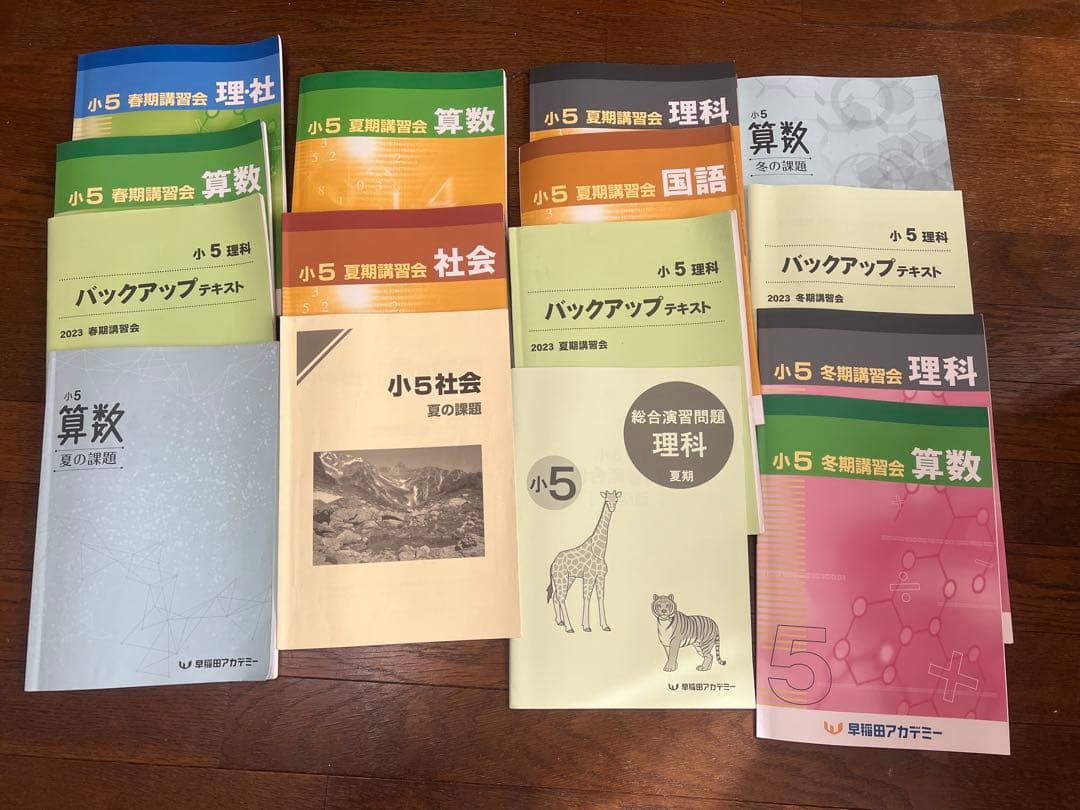 小5 春期講習会 理・社
小5 春期講習会 算数
小5 理科
バックアップテキスト
2023 春期講習会
小5
算数
夏の課題
早稲田アカデミー
小5 夏期講習会 算数
小5 夏期講習会 社会
小5社会
夏の課題
小5 夏期講習会 理科
小5 夏期講習会 国語
小5 理科
バックアップテキスト
2023 夏期講習会
総合演習問題
理科
夏期
小5
早稲田アカデミー
小5
算数
冬の課題
小5 理科
バックアップテキスト
2023 冬期講習会
小5 冬期講習会 理科
小5 冬期講習会 算数
5
早稲田アカデミー